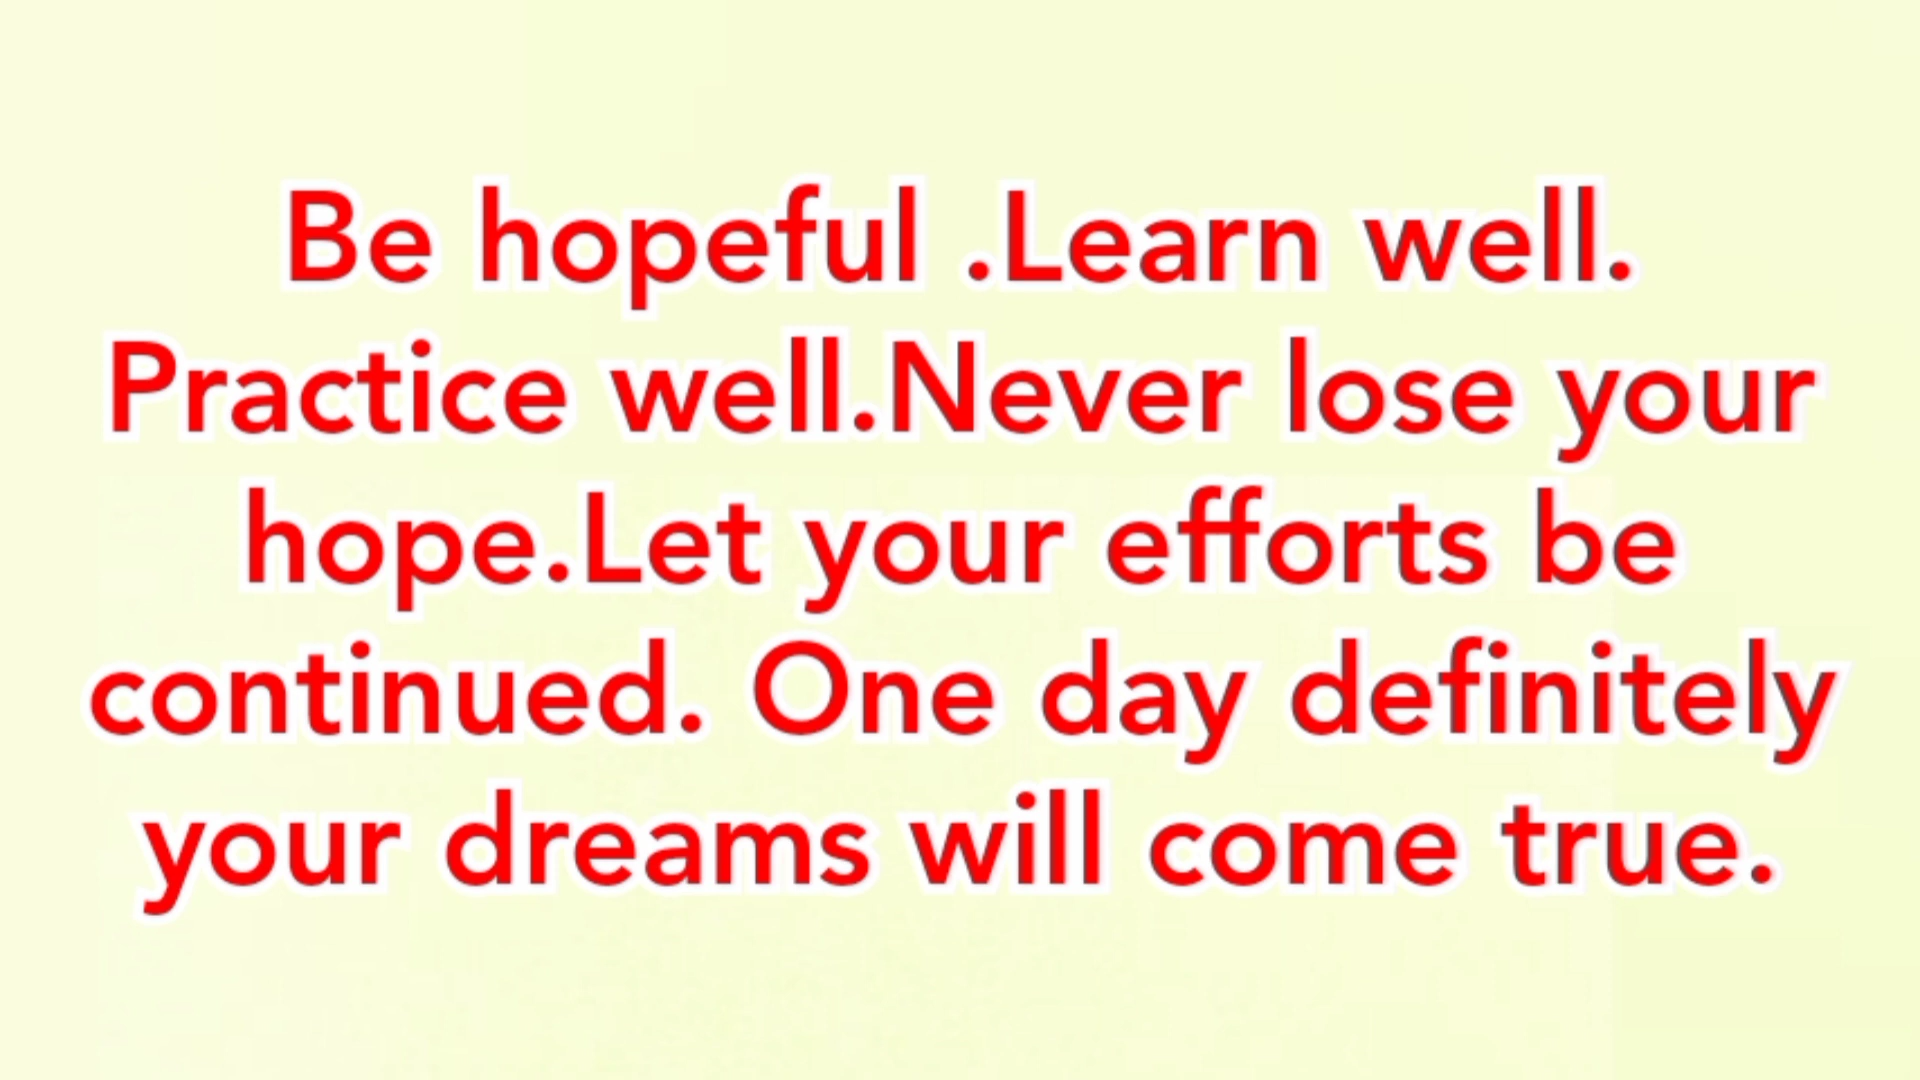 Be hopeful .Learn well.
Practice well.Never lose your
hope.Let your efforts be
continued. One day definitely
your dreams will come true.